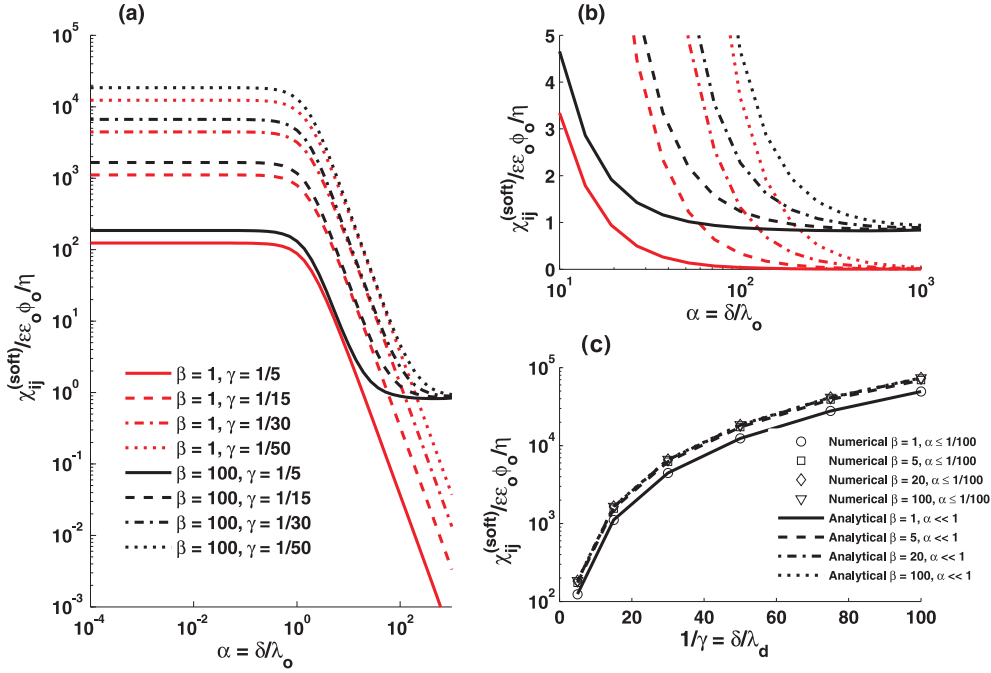 (a)
10^5
10^4
10^3
10^2
10^1
10^0
10^-1
10^-2
10^-3
χ_ij^(soft)/εε_oϕ_o/η
β = 1, γ = 1/5
β = 1, γ = 1/15
β = 1, γ = 1/30
β = 1, γ = 1/50
β = 100, γ = 1/5
β = 100, γ = 1/15
β = 100, γ = 1/30
β = 100, γ = 1/50
10^-4
10^-2
10^0
10^2
α = δ/λ_o
(b)
5
4
3
2
1
0
χ_ij^(soft)/εε_oϕ_o/η
10^1
10^2
10^3
α = δ/λ_o
(c)
10^5
10^4
10^3
10^2
χ_ij^(soft)/εε_oϕ_o/η
Numerical β = 1, α ≤ 1/100
Numerical β = 5, α ≤ 1/100
Numerical β = 20, α ≤ 1/100
Numerical β = 100, α ≤ 1/100
Analytical β = 1, α << 1
Analytical β = 5, α << 1
Analytical β = 20, α << 1
Analytical β = 100, α << 1
0 20 40 60 80 100
1/γ = δ/λ_d